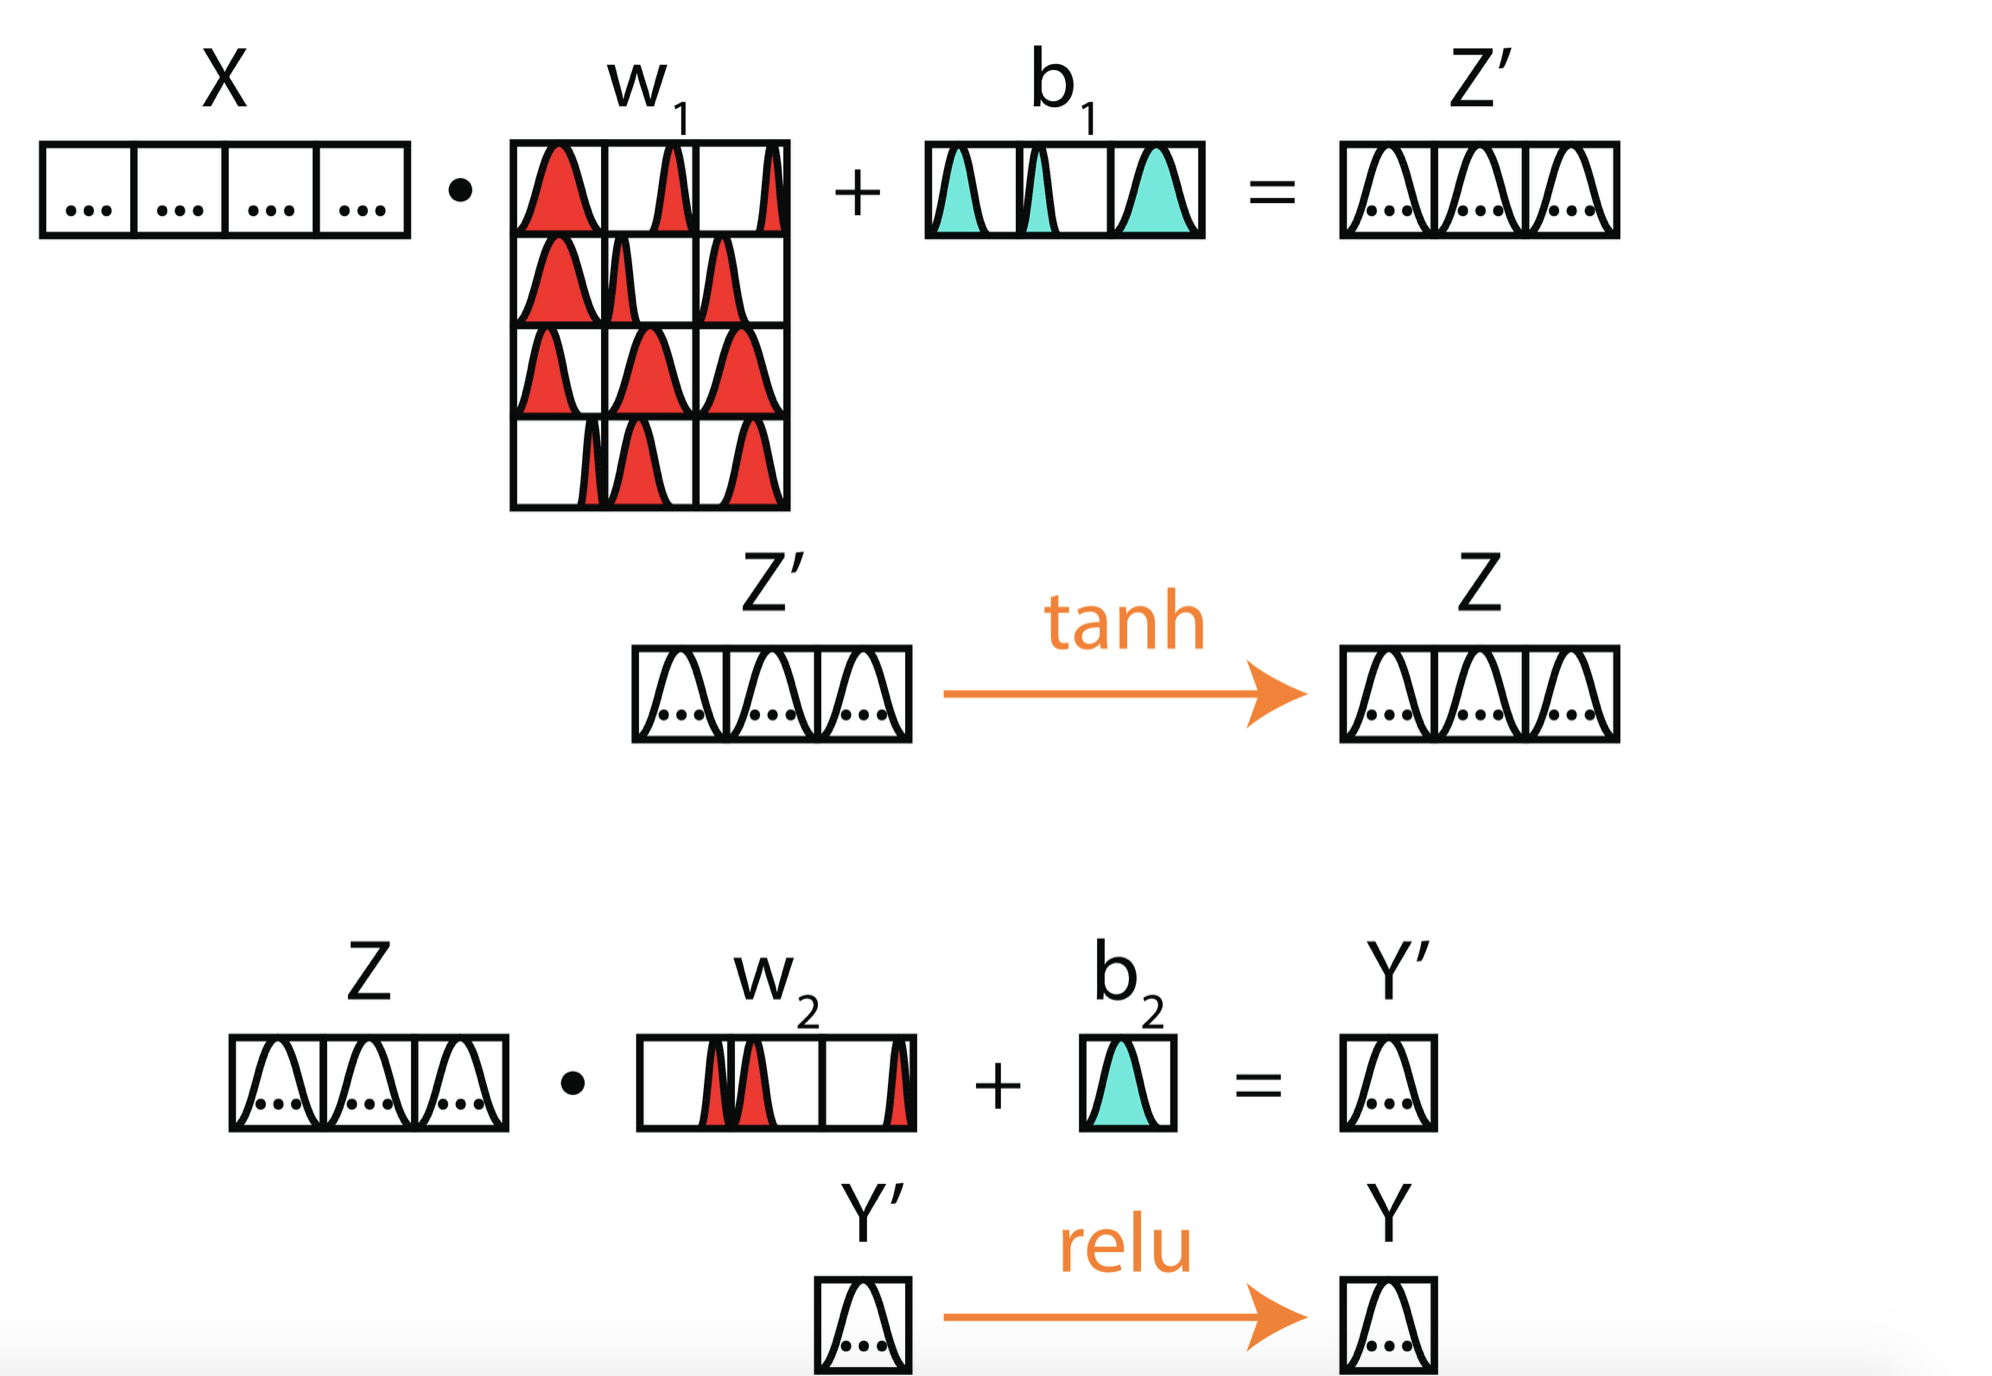 X w₁ b₁ Z′
... ... ... ... • + = ... ... ...
Z′ tanh Z
... ... ... ... ... ...
Z w₂ b₂ Y′
... ... ... • + = ...
Y′ relu Y
... ...